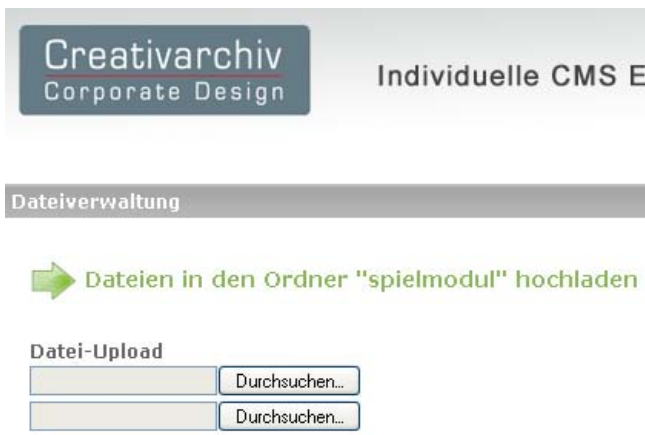 Creativarchiv
Corporate Design
Individuelle CMS E
Dateiverwaltung
Dateien in den Ordner "spielmodul" hochladen
Datei-Upload
Durchsuchen...
Durchsuchen...